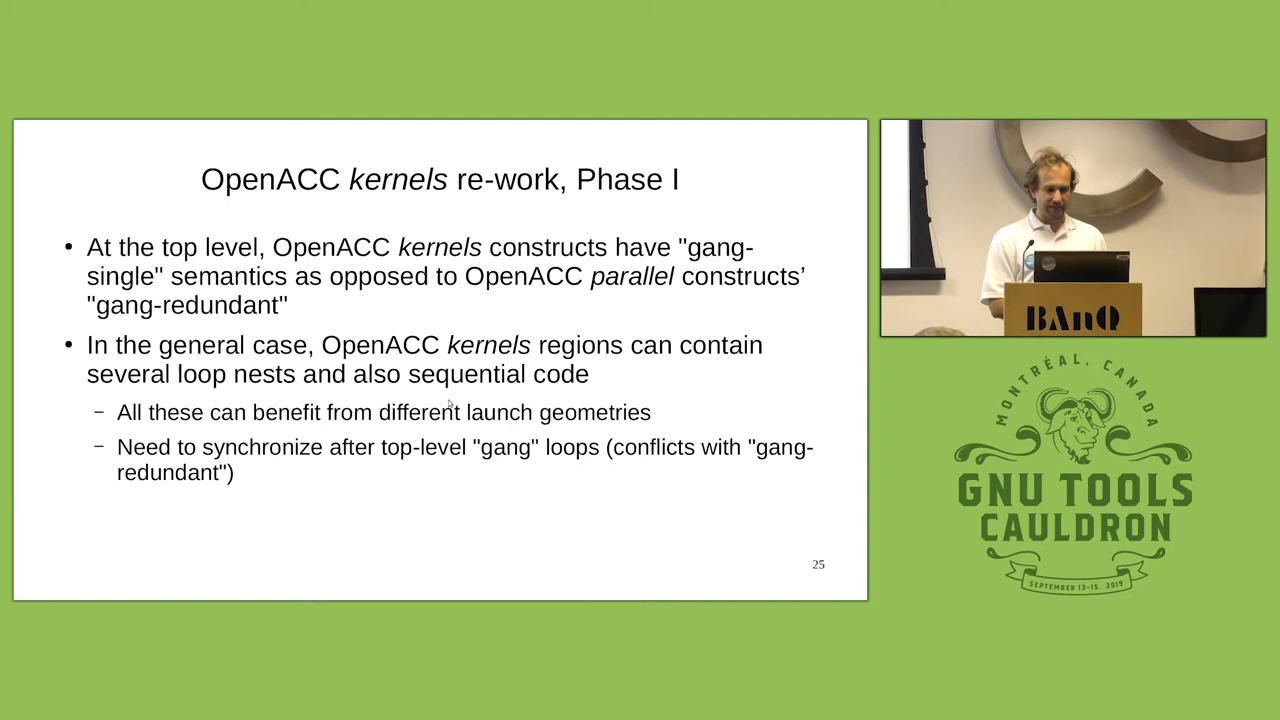 OpenACC kernels re-work, Phase I
• At the top level, OpenACC kernels constructs have "gang-
single" semantics as opposed to OpenACC parallel constructs’
"gang-redundant"
• In the general case, OpenACC kernels regions can contain
several loop nests and also sequential code
– All these can benefit from different launch geometries
– Need to synchronize after top-level "gang" loops (conflicts with "gang-
redundant")
25
BAnQ
MONTRÉAL, CANADA
GNU TOOLS
CAULDRON
SEPTEMBER 13-15, 2019